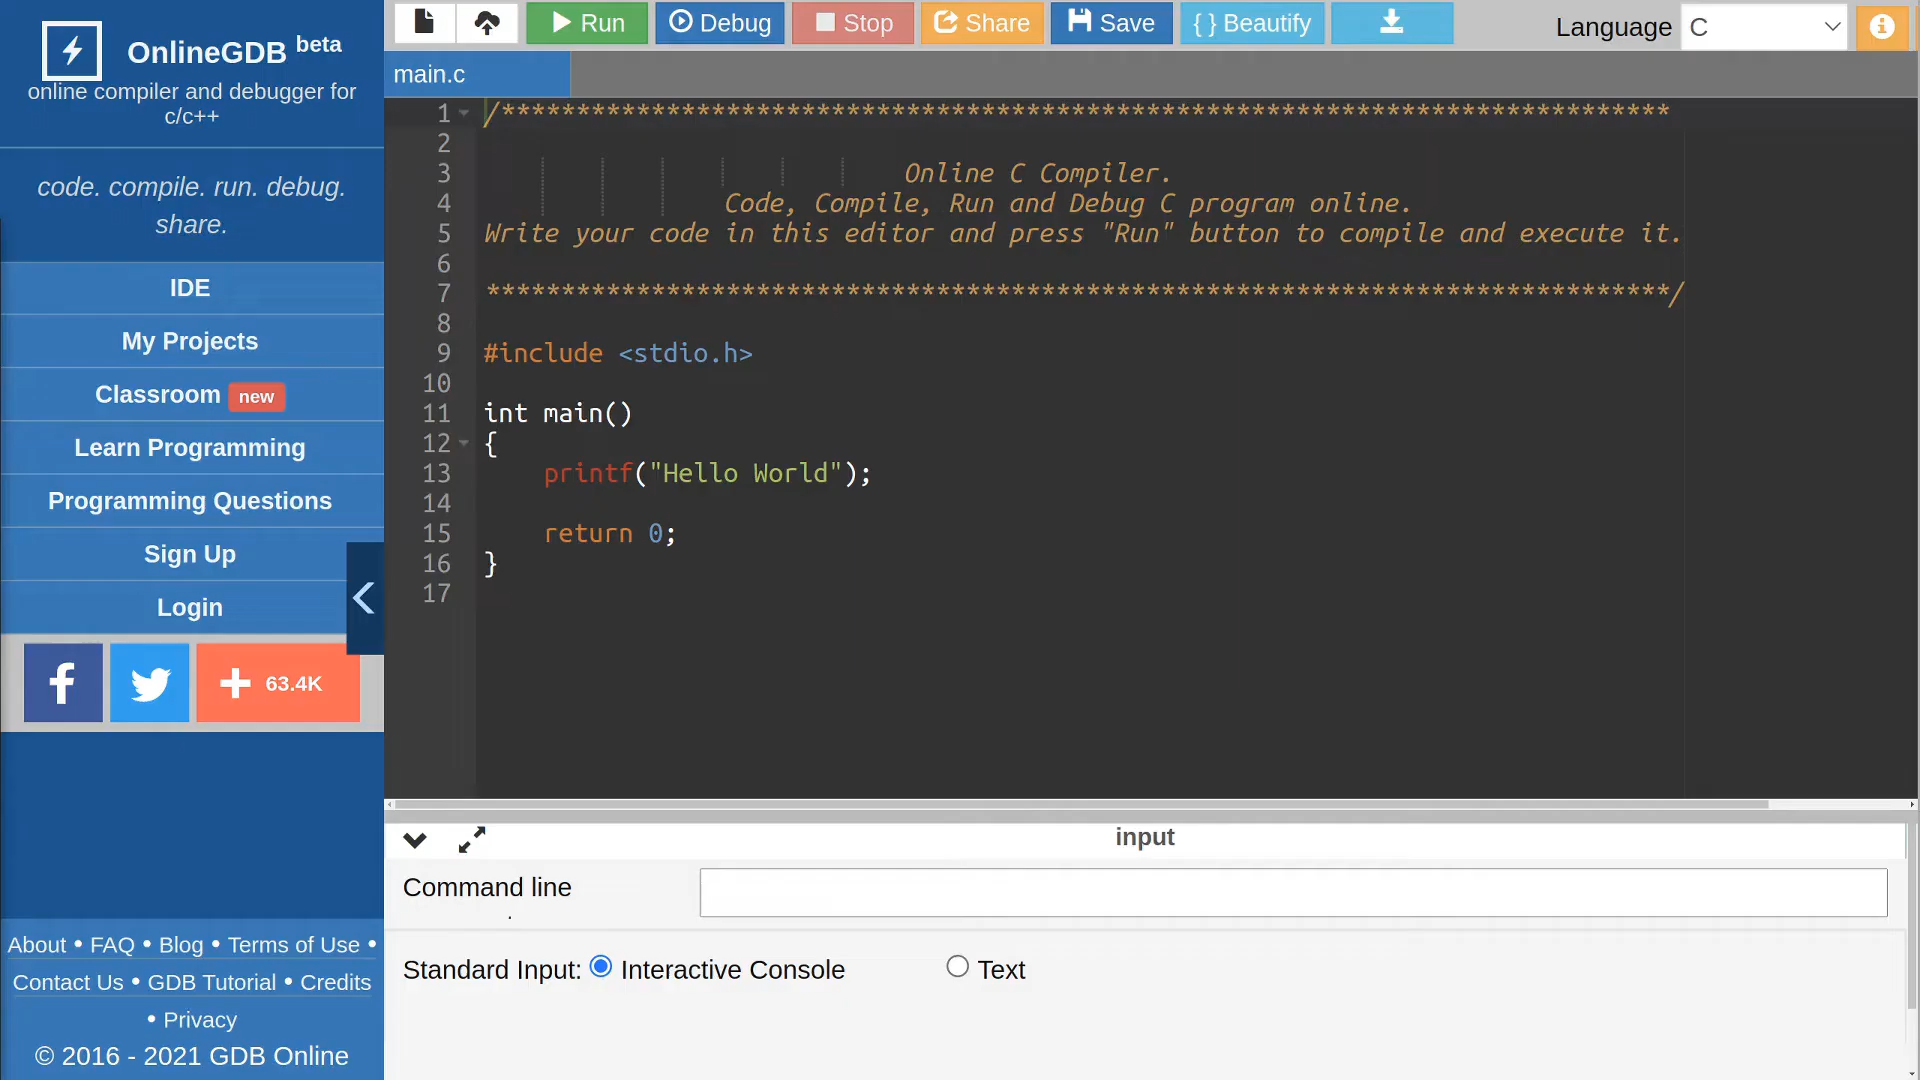 OnlineGDB beta
online compiler and debugger for
c/c++
code. compile. run. debug.
share.
IDE
My Projects
Classroom new
Learn Programming
Programming Questions
Sign Up
Login
63.4K
About • FAQ • Blog • Terms of Use •
Contact Us • GDB Tutorial • Credits
• Privacy
© 2016 - 2021 GDB Online
Run Debug Stop Share Save { } Beautify Language C
main.c
1 /******************************************************************************
2
3 Online C Compiler.
4 Code, Compile, Run and Debug C program online.
5 Write your code in this editor and press "Run" button to compile and execute it.
6
7 *******************************************************************************/
8
9 #include <stdio.h>
10
11 int main()
12 {
13     printf("Hello World");
14
15     return 0;
16 }
17
input
Command line
Standard Input: Interactive Console Text